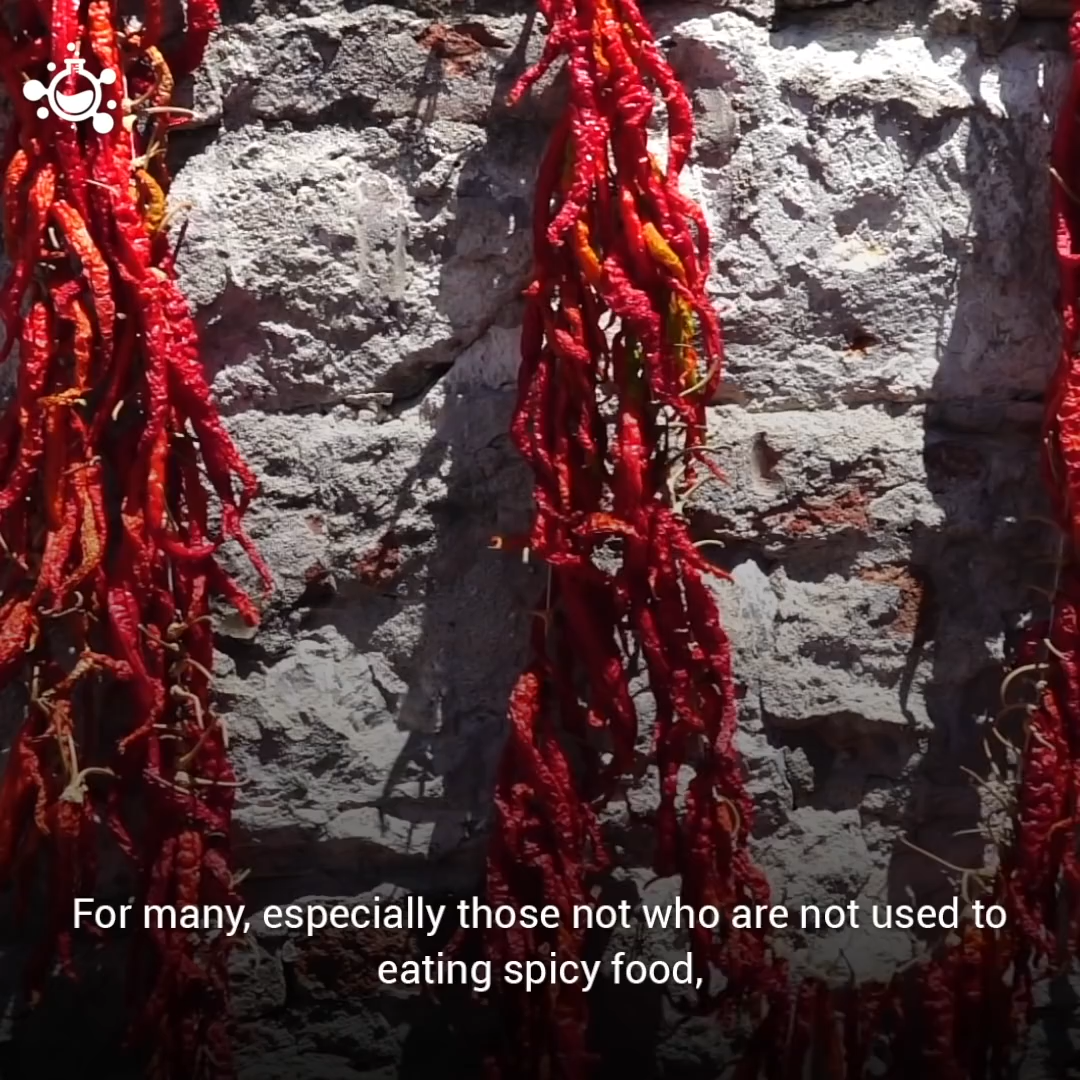 For many, especially those not who are not used to
eating spicy food,